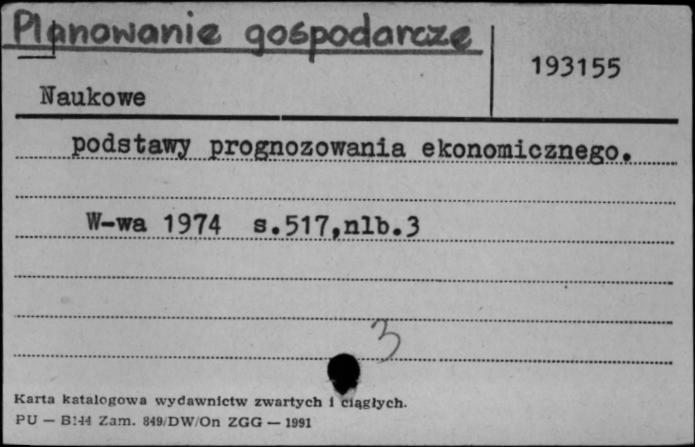 Planowanie gospodarcze
193155
Naukowe
podstawy prognozowania ekonomicznego.
W-wa 1974 s.517,nlb.3
3
Karta katalogowa wydawnictw zwartych i ciągłych.
PU — B:44 Zam. 849/DW/On ZGG — 1991